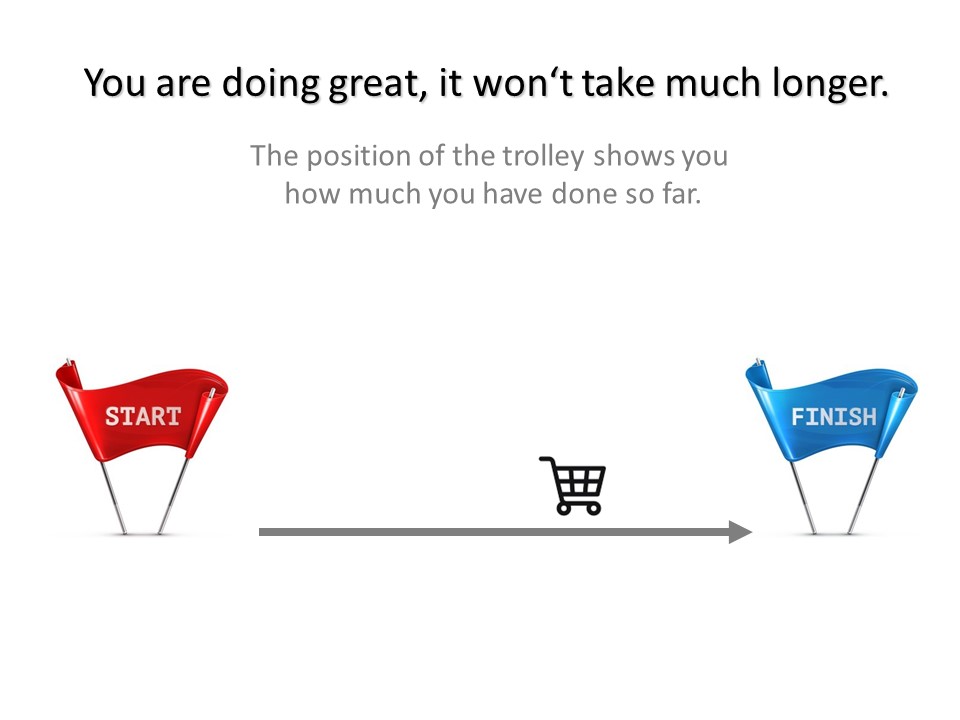 You are doing great, it won‘t take much longer.
The position of the trolley shows you
how much you have done so far.
START
FINISH